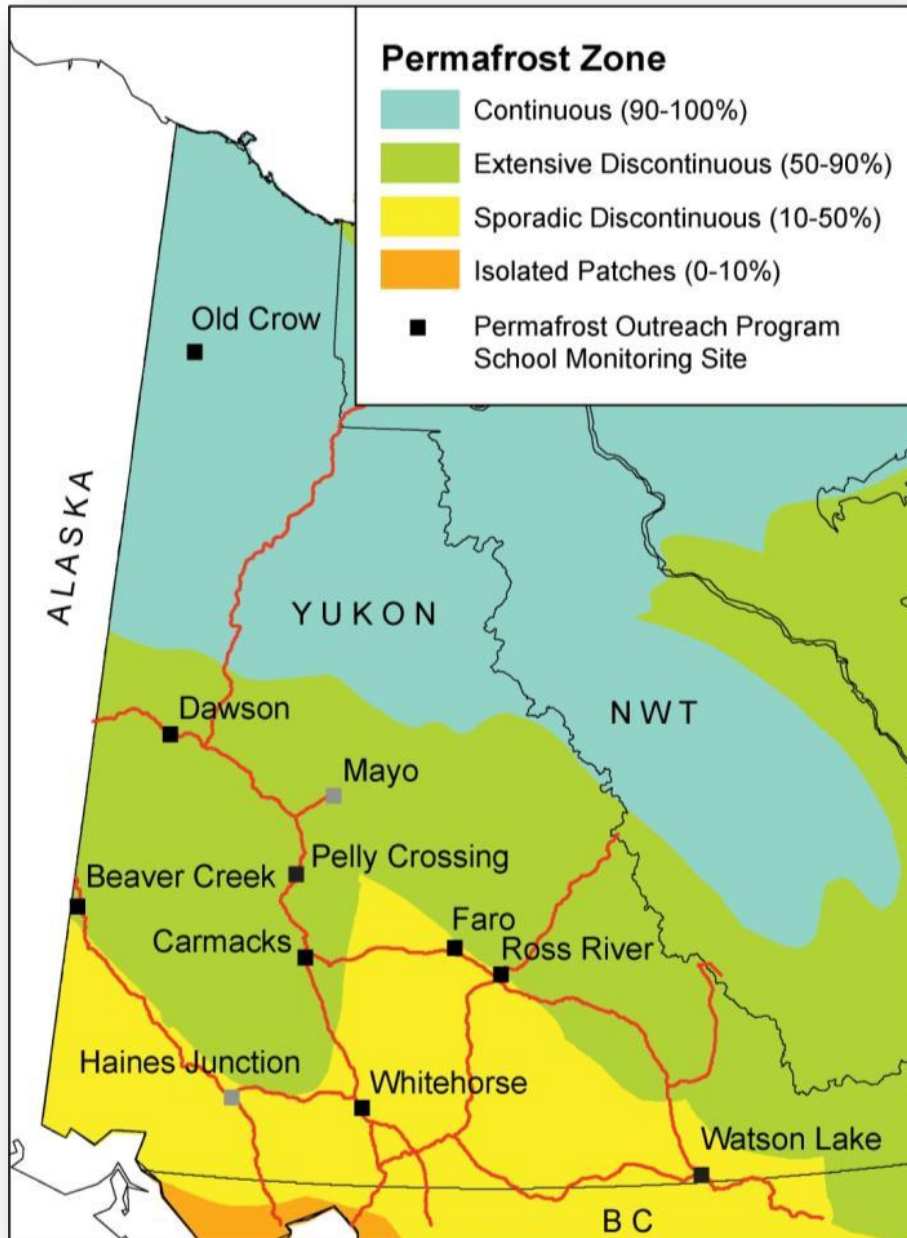 Permafrost Zone
Continuous (90-100%)
Extensive Discontinuous (50-90%)
Sporadic Discontinuous (10-50%)
Isolated Patches (0-10%)
Permafrost Outreach Program
School Monitoring Site
Old Crow
ALASKA
YUKON
NWT
Dawson
Mayo
Pelly Crossing
Beaver Creek
Faro
Carmacks
Ross River
Haines Junction
Whitehorse
Watson Lake
BC